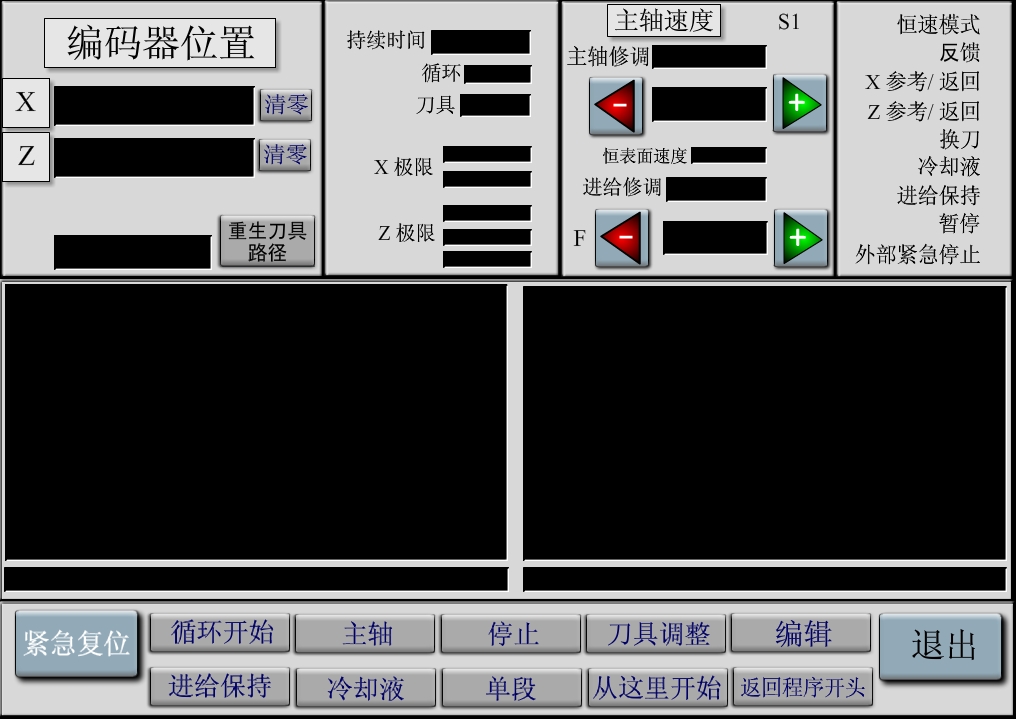 编码器位置
X
清零
Z
清零
重生刀具
路径
持续时间
循环
刀具
X 极限
Z 极限
主轴速度
S1
主轴修调
-
+
恒表面速度
进给修调
F
-
+
恒速模式
反馈
X 参考/ 返回
Z 参考/ 返回
换刀
冷却液
进给保持
暂停
外部紧急停止
紧急复位
循环开始
主轴
停止
刀具调整
编辑
退出
进给保持
冷却液
单段
从这里开始
返回程序开头